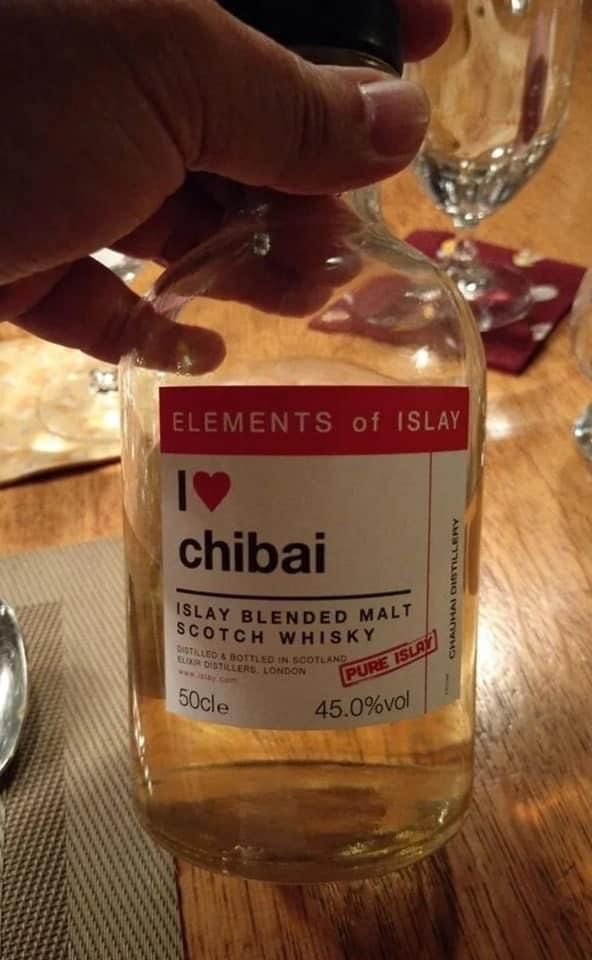 ELEMENTS of ISLAY
I♥
chibai
ISLAY BLENDED MALT
SCOTCH WHISKY
DISTILLED & BOTTLED IN SCOTLAND
ELIXIR DISTILLERS, LONDON
www.islay.com
PURE ISLAY
50cle
45.0%vol
CHAUHAI DISTILLERY